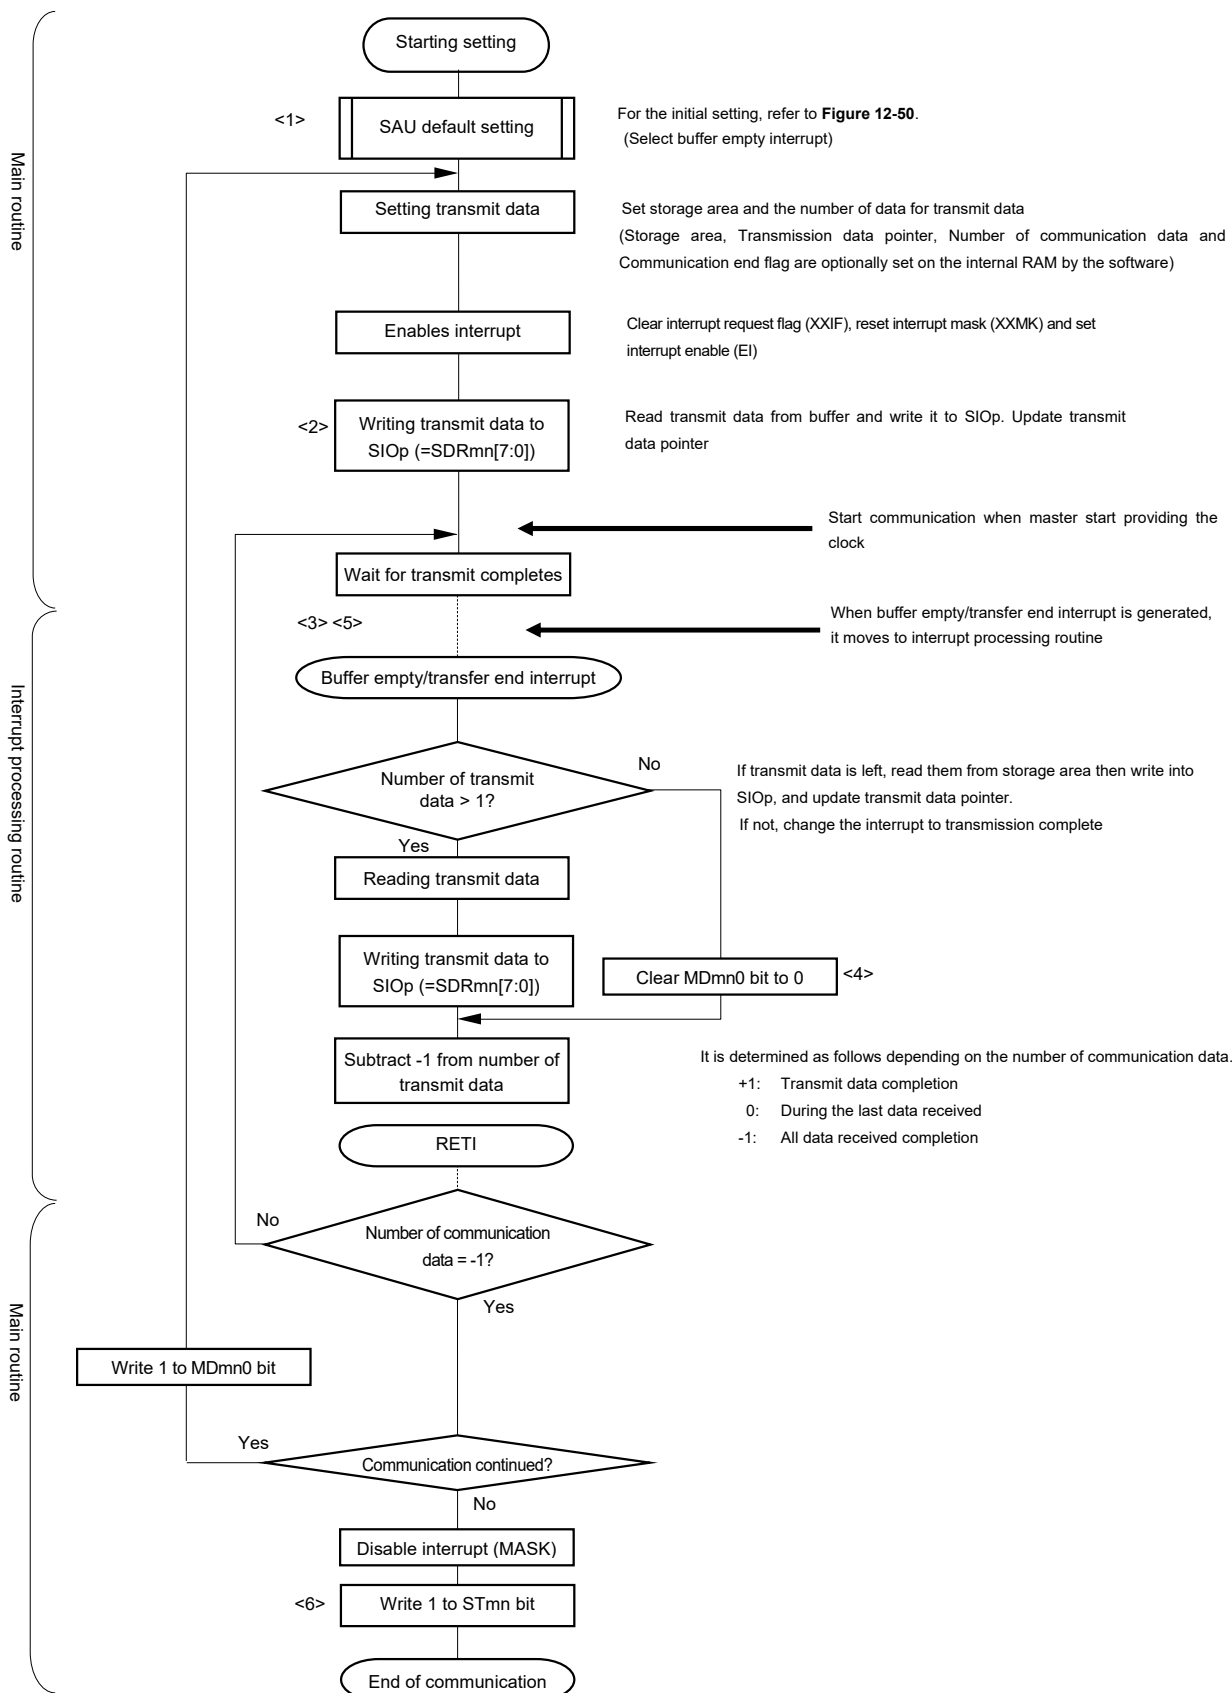 Starting setting
<1>
SAU default setting
For the initial setting, refer to Figure 12-50.
(Select buffer empty interrupt)
Main routine
Setting transmit data
Set storage area and the number of data for transmit data
(Storage area, Transmission data pointer, Number of communication data and
Communication end flag are optionally set on the internal RAM by the software)
Enables interrupt
Clear interrupt request flag (XXIF), reset interrupt mask (XXMK) and set
interrupt enable (EI)
<2>
Writing transmit data to
SIOp (=SDRmn[7:0])
Read transmit data from buffer and write it to SIOp. Update transmit
data pointer
Start communication when master start providing the
clock
Wait for transmit completes
<3> <5>
When buffer empty/transfer end interrupt is generated,
it moves to interrupt processing routine
Buffer empty/transfer end interrupt
Interrupt processing routine
Number of transmit
data > 1?
No
If transmit data is left, read them from storage area then write into
SIOp, and update transmit data pointer.
If not, change the interrupt to transmission complete
Yes
Reading transmit data
Writing transmit data to
SIOp (=SDRmn[7:0])
Clear MDmn0 bit to 0
<4>
Subtract -1 from number of
transmit data
It is determined as follows depending on the number of communication data.
+1: Transmit data completion
0: During the last data received
-1: All data received completion
RETI
No
Number of communication
data = -1?
Yes
Main routine
Write 1 to MDmn0 bit
Yes
Communication continued?
No
Disable interrupt (MASK)
<6>
Write 1 to STmn bit
End of communication